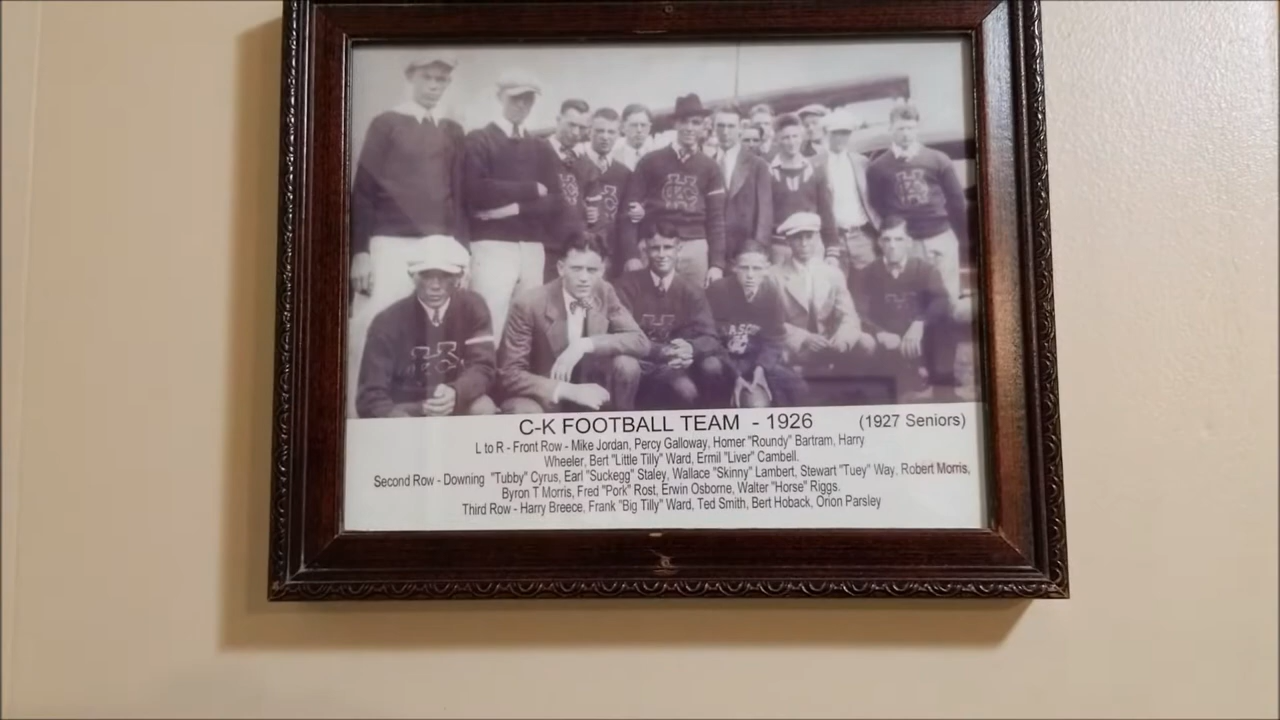 C-K FOOTBALL TEAM - 1926 (1927 Seniors)
L to R - Front Row - Mike Jordan, Percy Galloway, Homer "Roundy" Bartram, Harry
Wheeler, Bert "Little Tilly" Ward, Ermil "Liver" Cambell.
Second Row - Downing "Tubby" Cyrus, Earl "Suckegg" Staley, Wallace "Skinny" Lambert, Stewart "Tuey" Way, Robert Morris,
Byron T Morris, Fred "Pork" Rost, Erwin Osborne, Walter "Horse" Riggs.
Third Row - Harry Breece, Frank "Big Tilly" Ward, Ted Smith, Bert Hoback, Orion Parsley